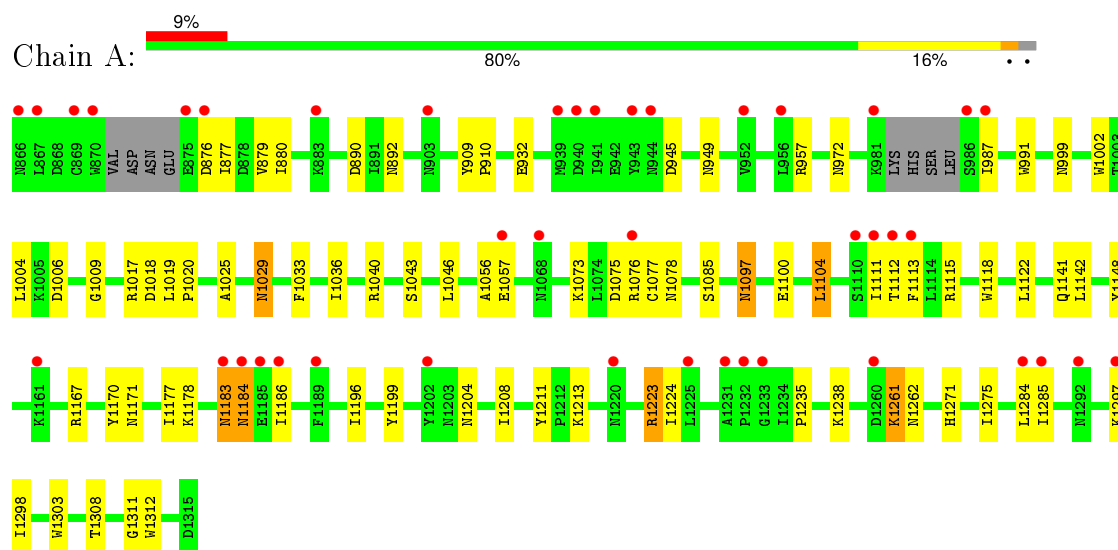 9%
Chain A:
80% 16% • •
N866 L867 D868 C869 W870 VAL ASP ASN GLU E875 D876 I877 D878 V879 I880 K883 D890 I891 N892 N903 Y909 P910 E932 M939 D940 I941 E942 Y943 N944 D945 N949 V952 L956 R957 N972 K981 LYS HIS SER LEU S986 I987 W991 N999 W1002 T1003
L1004 K1005 D1006 G1009 R1017 D1018 L1019 P1020 A1025 N1029 F1033 I1036 R1040 S1043 L1046 A1056 E1057 N1068 K1073 L1074 D1075 R1076 C1077 N1078 S1085 N1097 E1100 L1104 S1110 I1111 T1112 F1113 L1114 R1115 W1118 L1122 Q1141 L1142
K1161 R1167 Y1170 N1171 I1177 K1178 N1183 N1184 E1185 I1186 F1189 I1196 Y1199 Y1202 N1203 N1204 I1208 Y1211 P1212 K1213 N1220 R1223 I1224 L1225 A1231 P1232 G1233 I1234 P1235 K1238 D1260 K1261 N1262 H1271 I1275 L1284 I1285 N1292 K1297
I1298 W1303 T1308 G1311 W1312 D1315